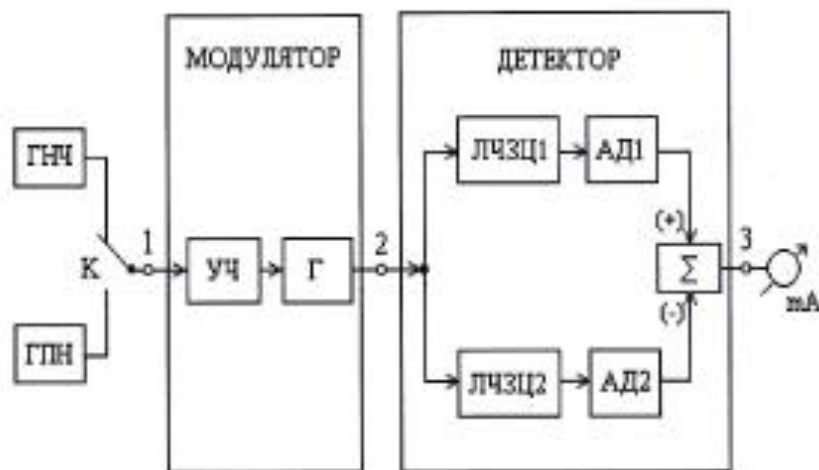 МОДУЛЯТОР
ДЕТЕКТОР
ГНЧ
ЛЧЗЦ1
АД1
К
1
УЧ
Г
2
(+)
Σ
3
(-)
mA
ГПН
ЛЧЗЦ2
АД2